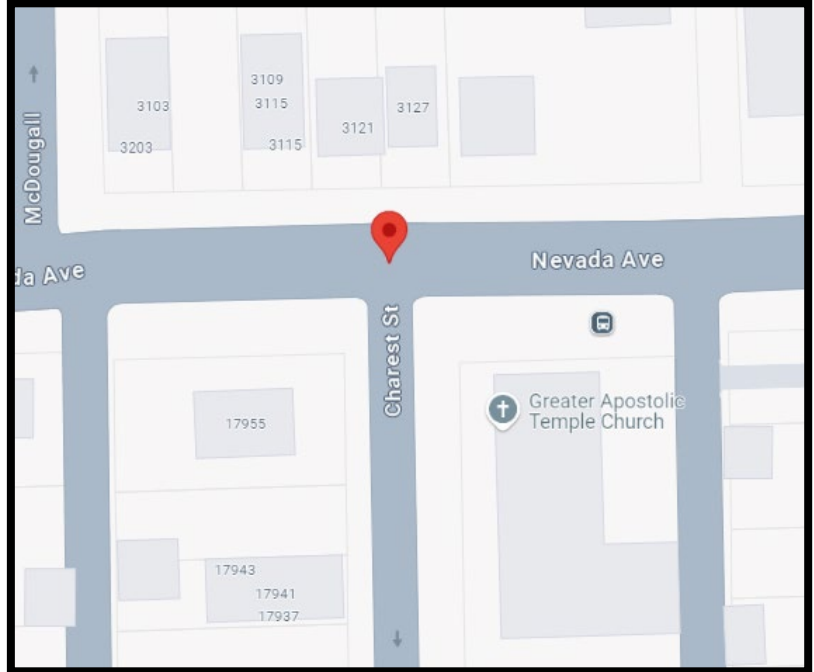 3109
3103
3115
3127
3121
3203
3115
McDougall
Nevada Ave
da Ave
Charest St
Greater Apostolic
Temple Church
17955
17943
17941
17937